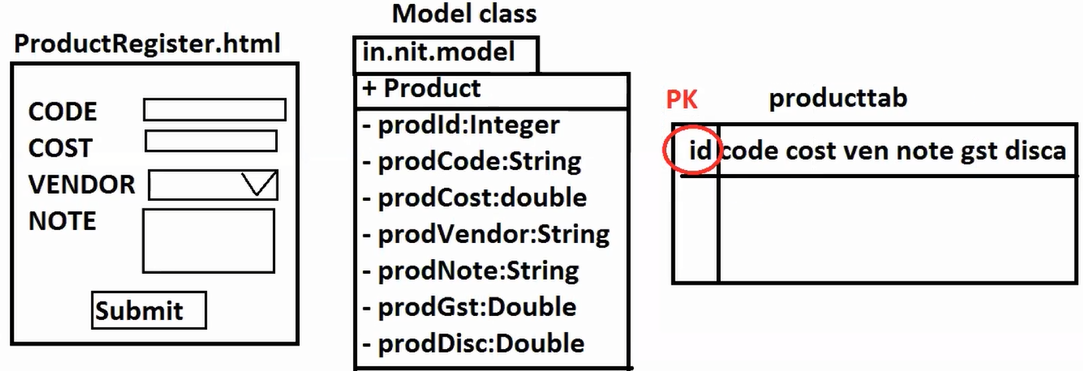 ProductRegister.html
CODE
COST
VENDOR
NOTE
Submit
Model class
in.nit.model
+ Product
- prodId:Integer
- prodCode:String
- prodCost:double
- prodVendor:String
- prodNote:String
- prodGst:Double
- prodDisc:Double
PK
producttab
id code cost ven note gst disca